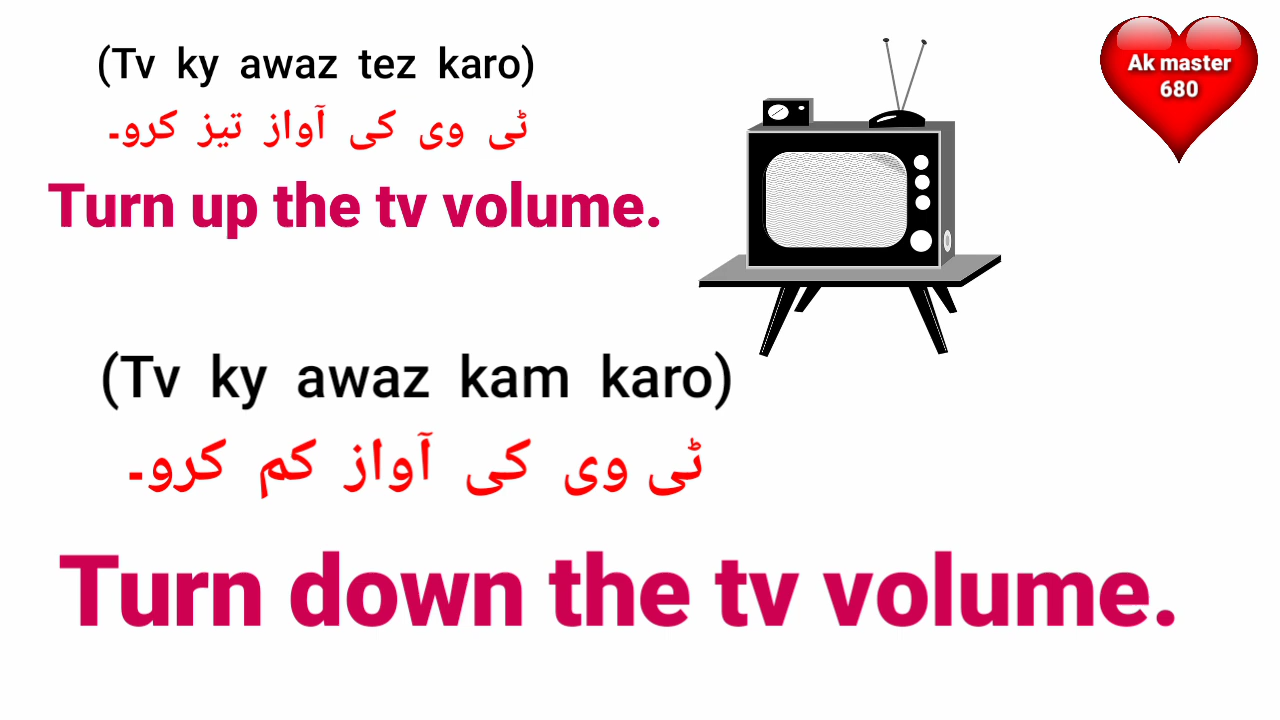 (Tv ky awaz tez karo)
ٹی وی کی آواز تیز کرو۔
Turn up the tv volume.
Ak master
680
(Tv ky awaz kam karo)
ٹی وی کی آواز کم کرو۔
Turn down the tv volume.